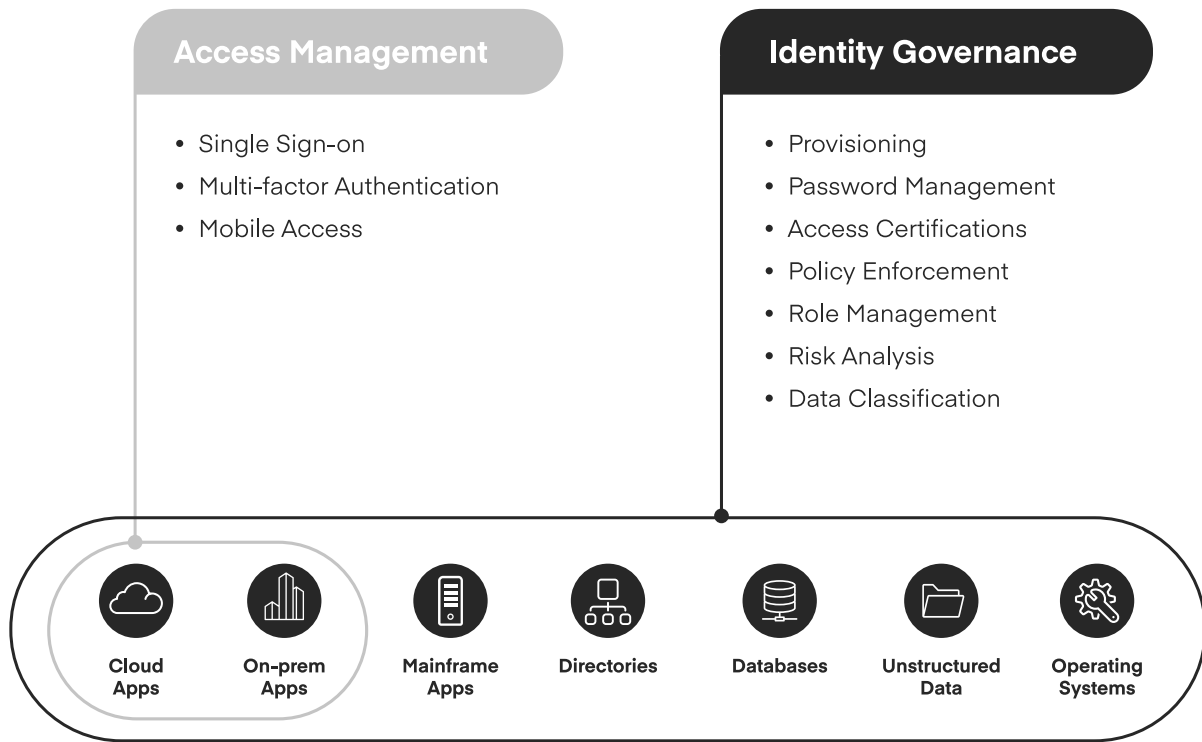 Access Management
• Single Sign-on
• Multi-factor Authentication
• Mobile Access
Identity Governance
• Provisioning
• Password Management
• Access Certifications
• Policy Enforcement
• Role Management
• Risk Analysis
• Data Classification
Cloud
Apps
On-prem
Apps
Mainframe
Apps
Directories
Databases
Unstructured
Data
Operating
Systems